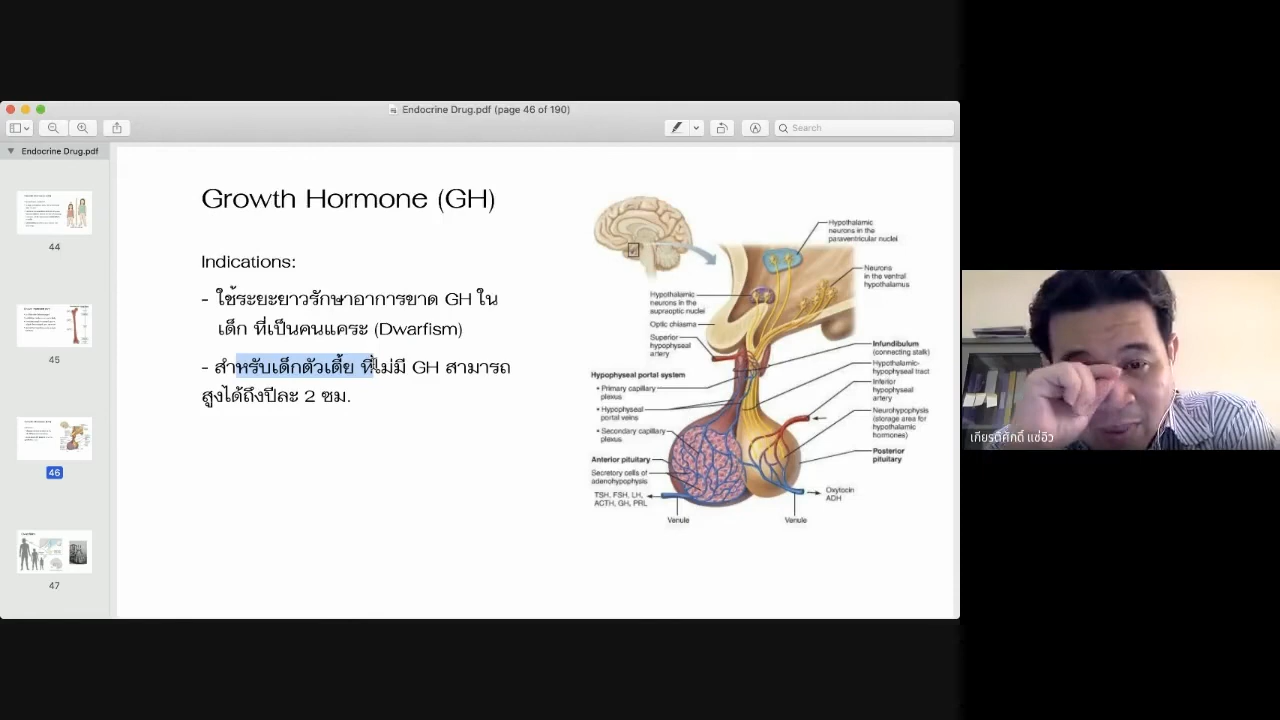 Endocrine Drug.pdf (page 46 of 190)
Search
Endocrine Drug.pdf
44
45
46
47
Growth Hormone (GH)
Indications:
- ใช้ระยะยาวรักษาอาการขาด GH ใน
เด็ก ที่เป็นคนแคระ (Dwarfism)
- สำหรับเด็กตัวเตี้ย ที่ไม่มี GH สามารถ
สูงได้ถึงปีละ 2 ซม.
Hypothalamic
neurons in the
paraventricular nuclei
Neurons
in the ventral
hypothalamus
Hypothalamic
neurons in the
supraoptic nuclei
Optic chiasma
Superior
hypophyseal
artery
Infundibulum
(connecting stalk)
Hypothalamic-
hypophyseal tract
Inferior
hypophyseal
artery
Neurohypophysis
(storage area for
hypothalamic
hormones)
Posterior
pituitary
Hypophyseal portal system
• Primary capillary
plexus
• Hypophyseal
portal veins
• Secondary capillary
plexus
Anterior pituitary
Secretory cells of
adenohypophysis
TSH, FSH, LH,
ACTH, GH, PRL
Oxytocin
ADH
Venule
Venule
เกียรติศักดิ์ แซ่อิว